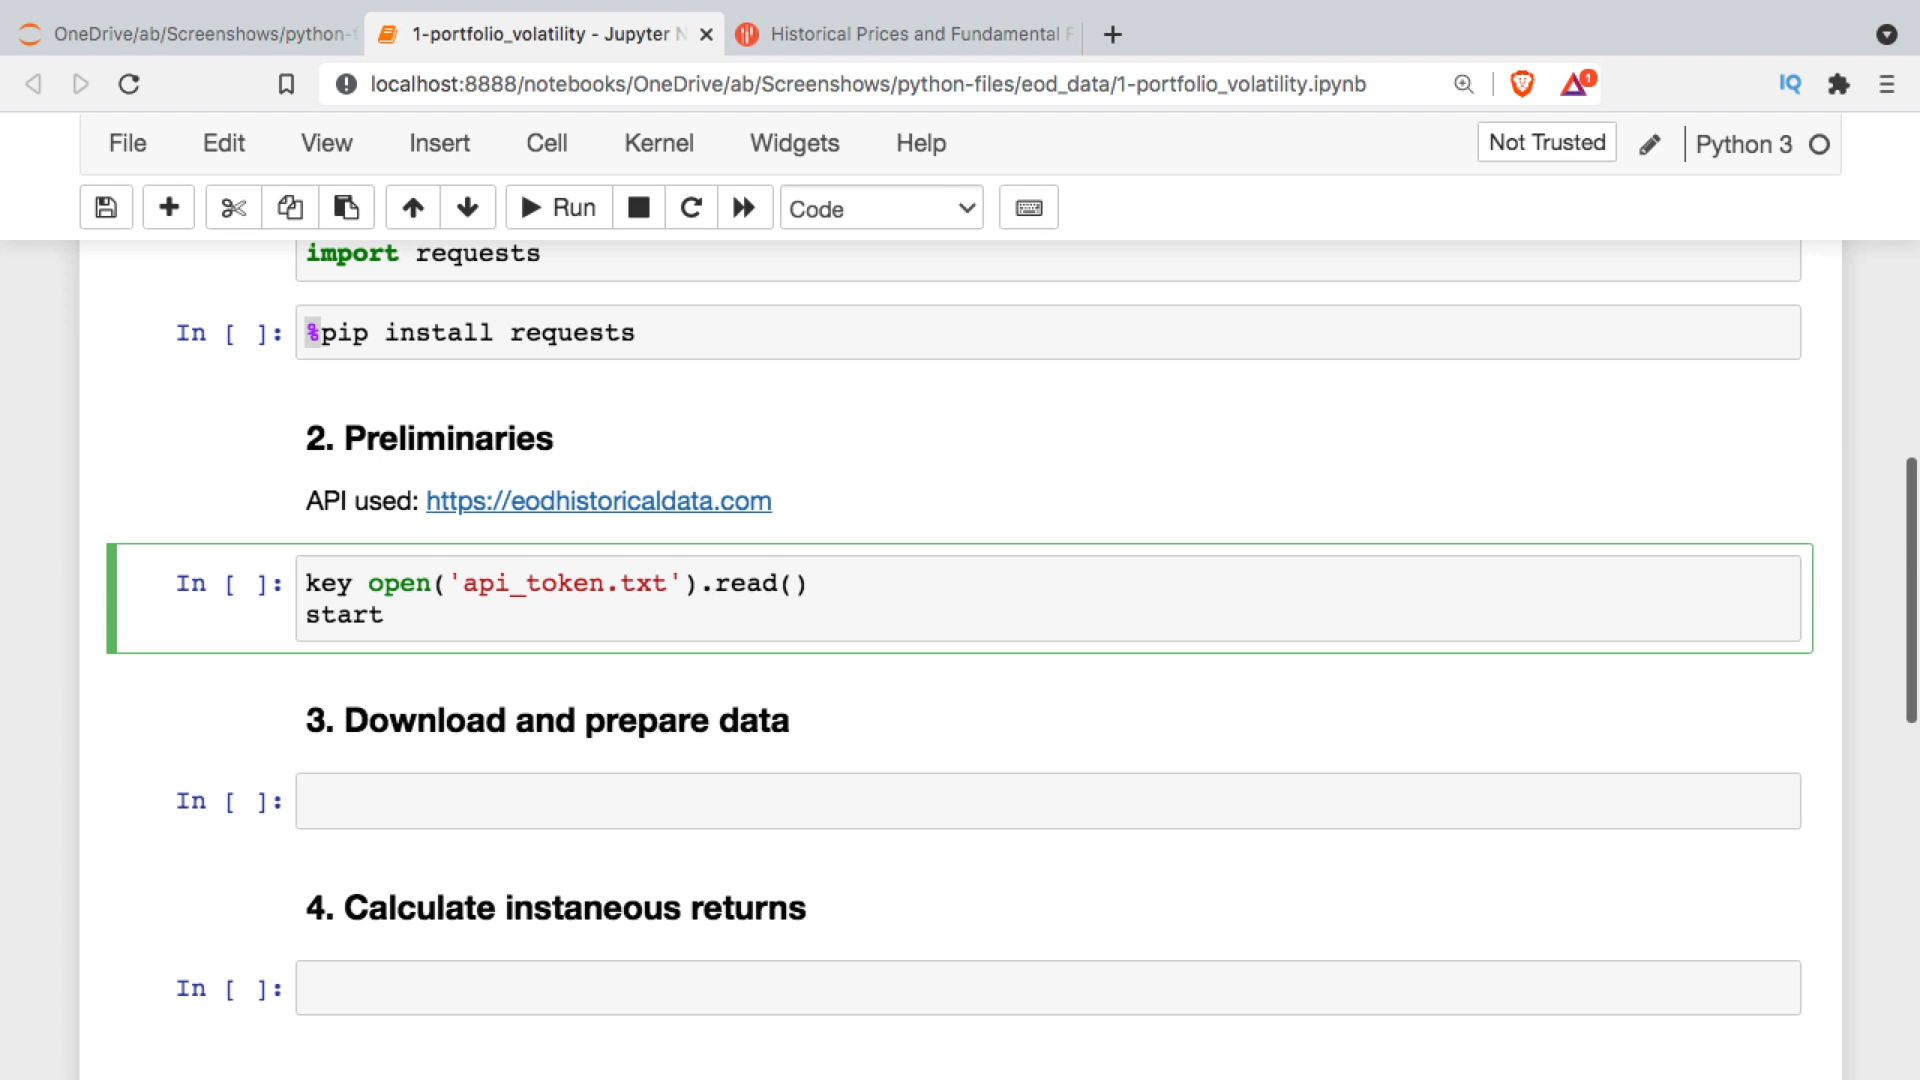 OneDrive/ab/Screenshows/python-f
1-portfolio_volatility - Jupyter N
Historical Prices and Fundamental F
localhost:8888/notebooks/OneDrive/ab/Screenshows/python-files/eod_data/1-portfolio_volatility.ipynb
1
IQ
File Edit View Insert Cell Kernel Widgets Help
Not Trusted
Python 3
Run
Code
import requests
In [ ]: %pip install requests
2. Preliminaries
API used: https://eodhistoricaldata.com
In [ ]: key open('api_token.txt').read()
start
3. Download and prepare data
In [ ]:
4. Calculate instaneous returns
In [ ]: